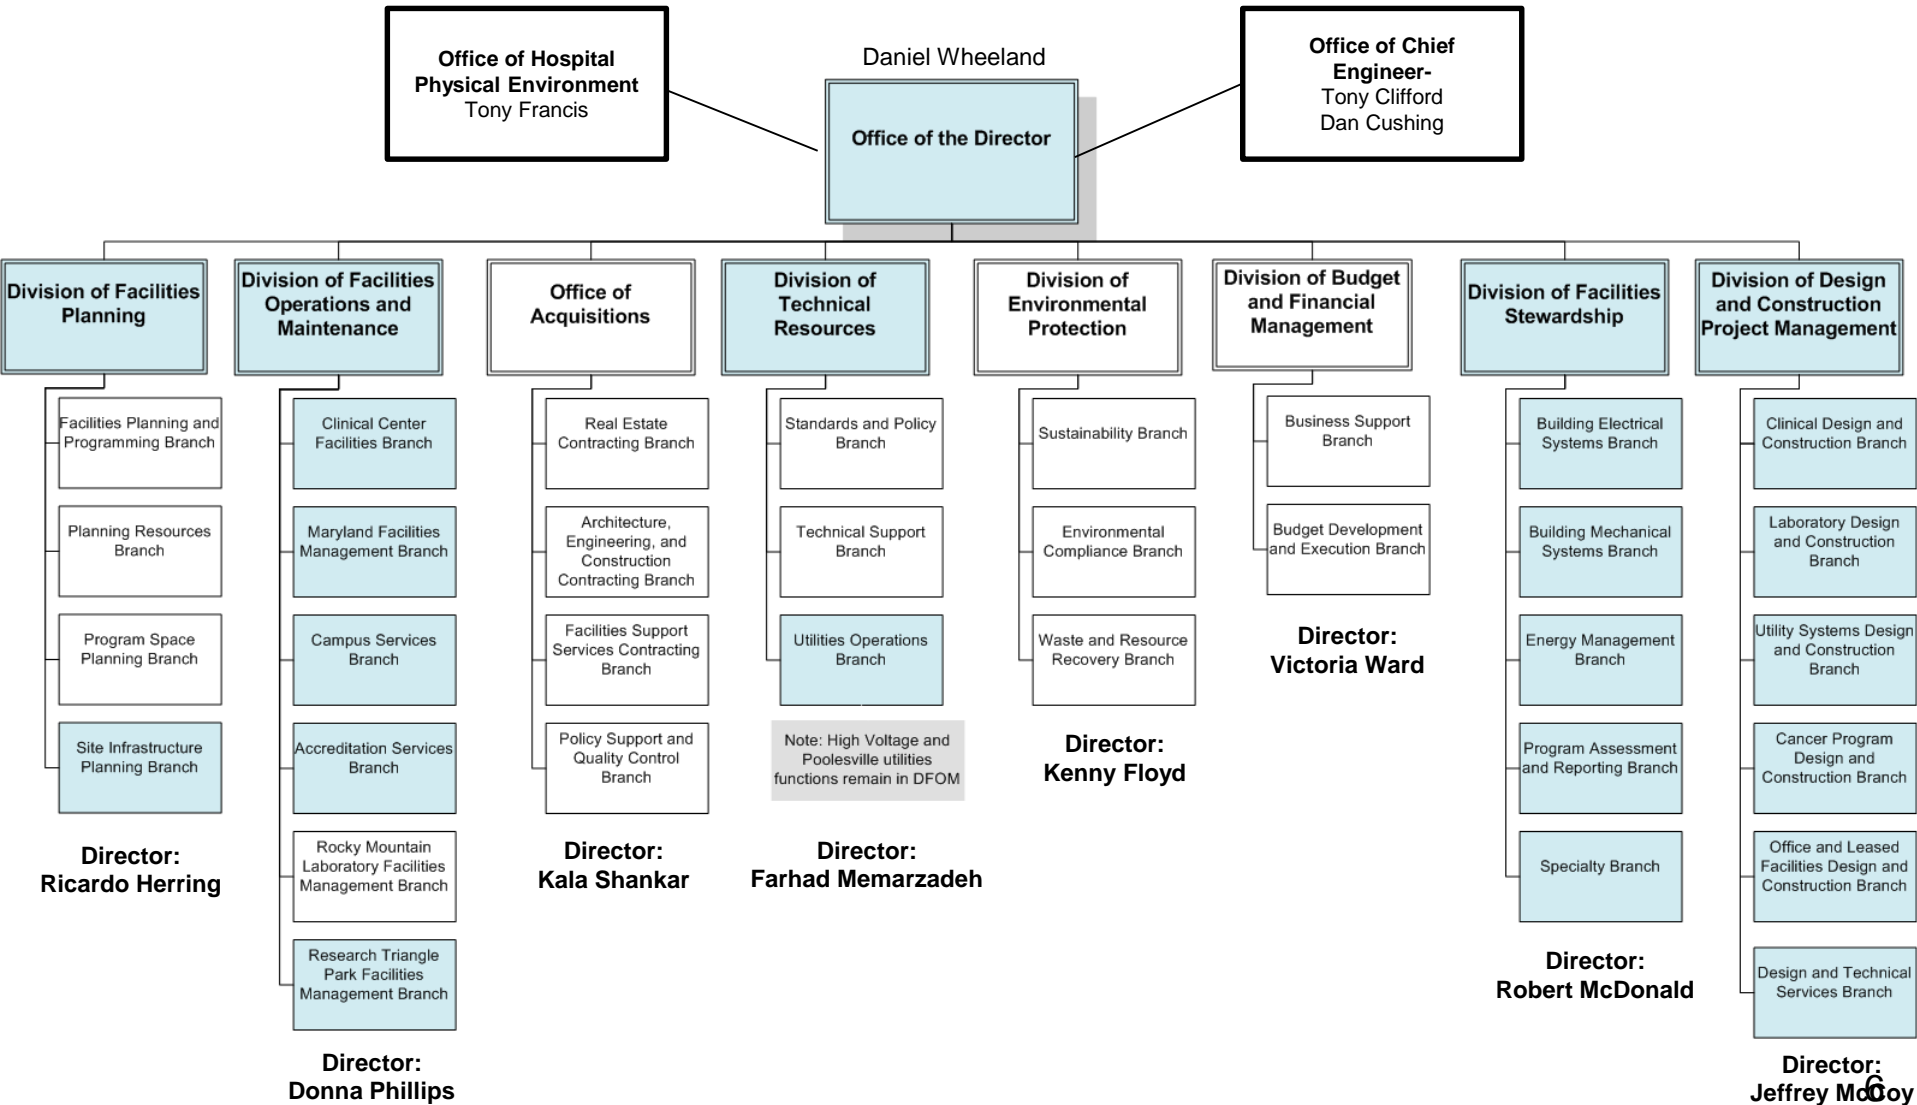 Office of Hospital
Physical Environment
Tony Francis
Daniel Wheeland
Office of the Director
Office of Chief
Engineer-
Tony Clifford
Dan Cushing
Division of Facilities
Planning
Facilities Planning and
Programming Branch
Planning Resources
Branch
Program Space
Planning Branch
Site Infrastructure
Planning Branch
Director:
Ricardo Herring
Division of Facilities
Operations and
Maintenance
Clinical Center
Facilities Branch
Maryland Facilities
Management Branch
Campus Services
Branch
Accreditation Services
Branch
Rocky Mountain
Laboratory Facilities
Management Branch
Research Triangle
Park Facilities
Management Branch
Director:
Donna Phillips
Office of
Acquisitions
Real Estate
Contracting Branch
Architecture,
Engineering, and
Construction
Contracting Branch
Facilities Support
Services Contracting
Branch
Policy Support and
Quality Control
Branch
Director:
Kala Shankar
Division of
Technical
Resources
Standards and Policy
Branch
Technical Support
Branch
Utilities Operations
Branch
Note: High Voltage and
Poolesville utilities
functions remain in DFOM
Director:
Farhad Memarzadeh
Division of
Environmental
Protection
Sustainability Branch
Environmental
Compliance Branch
Waste and Resource
Recovery Branch
Director:
Kenny Floyd
Division of Budget
and Financial
Management
Business Support
Branch
Budget Development
and Execution Branch
Director:
Victoria Ward
Division of Facilities
Stewardship
Building Electrical
Systems Branch
Building Mechanical
Systems Branch
Energy Management
Branch
Program Assessment
and Reporting Branch
Specialty Branch
Director:
Robert McDonald
Division of Design
and Construction
Project Management
Clinical Design and
Construction Branch
Laboratory Design
and Construction
Branch
Utility Systems Design
and Construction
Branch
Cancer Program
Design and
Construction Branch
Office and Leased
Facilities Design and
Construction Branch
Design and Technical
Services Branch
Director:
Jeffrey McCoy
6